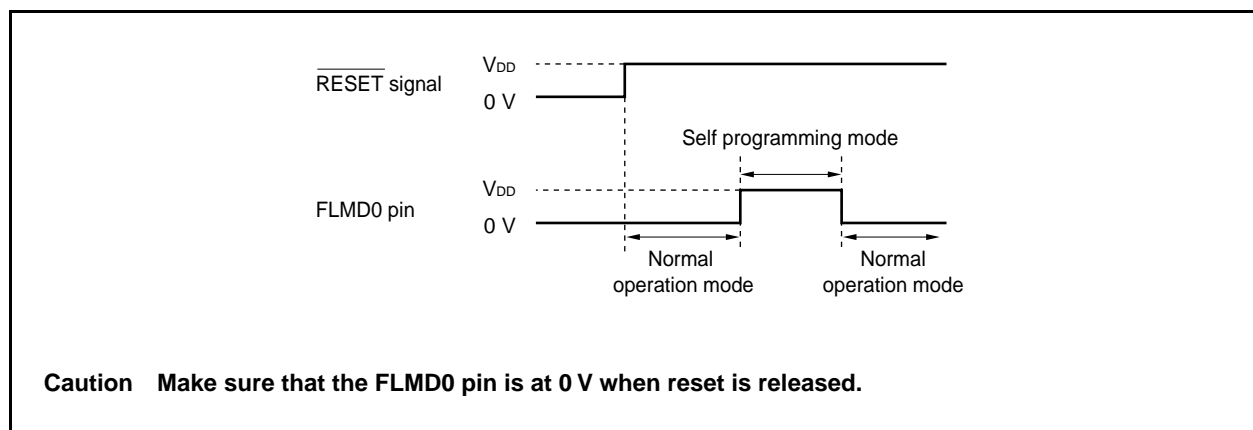 VDD
RESET signal
0 V
Self programming mode
VDD
FLMD0 pin
0 V
Normal
operation mode
Normal
operation mode
Caution Make sure that the FLMD0 pin is at 0 V when reset is released.